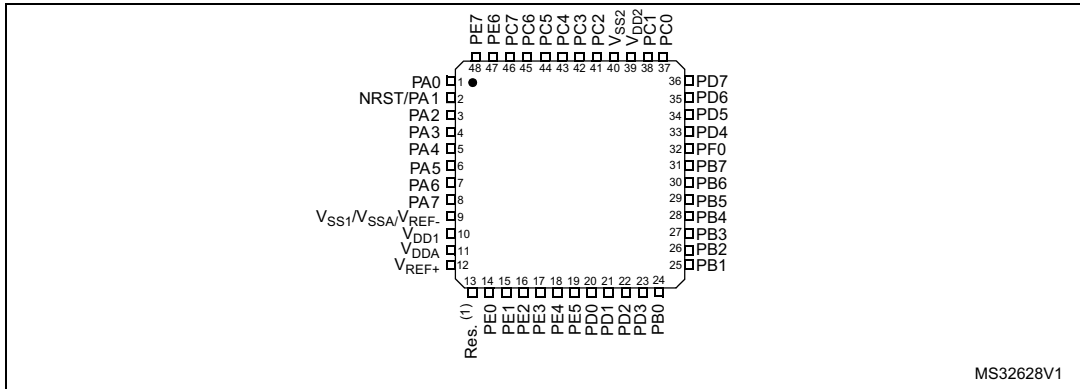 PE7
PE6
PC7
PC6
PC5
PC4
PC3
PC2
VSS2
VDD2
PC1
PC0
48 47 46 45 44 43 42 41 40 39 38 37
PA0 1 36 PD7
NRST/PA1 2 35 PD6
PA2 3 34 PD5
PA3 4 33 PD4
PA4 5 32 PF0
PA5 6 31 PB7
PA6 7 30 PB6
PA7 8 29 PB5
VSS1/VSSA/VREF- 9 28 PB4
VDD1 10 27 PB3
VDDA 11 26 PB2
VREF+ 12 25 PB1
13 14 15 16 17 18 19 20 21 22 23 24
Res. (1)
PE0
PE1
PE2
PE3
PE4
PE5
PD0
PD1
PD2
PD3
PB0
MS32628V1